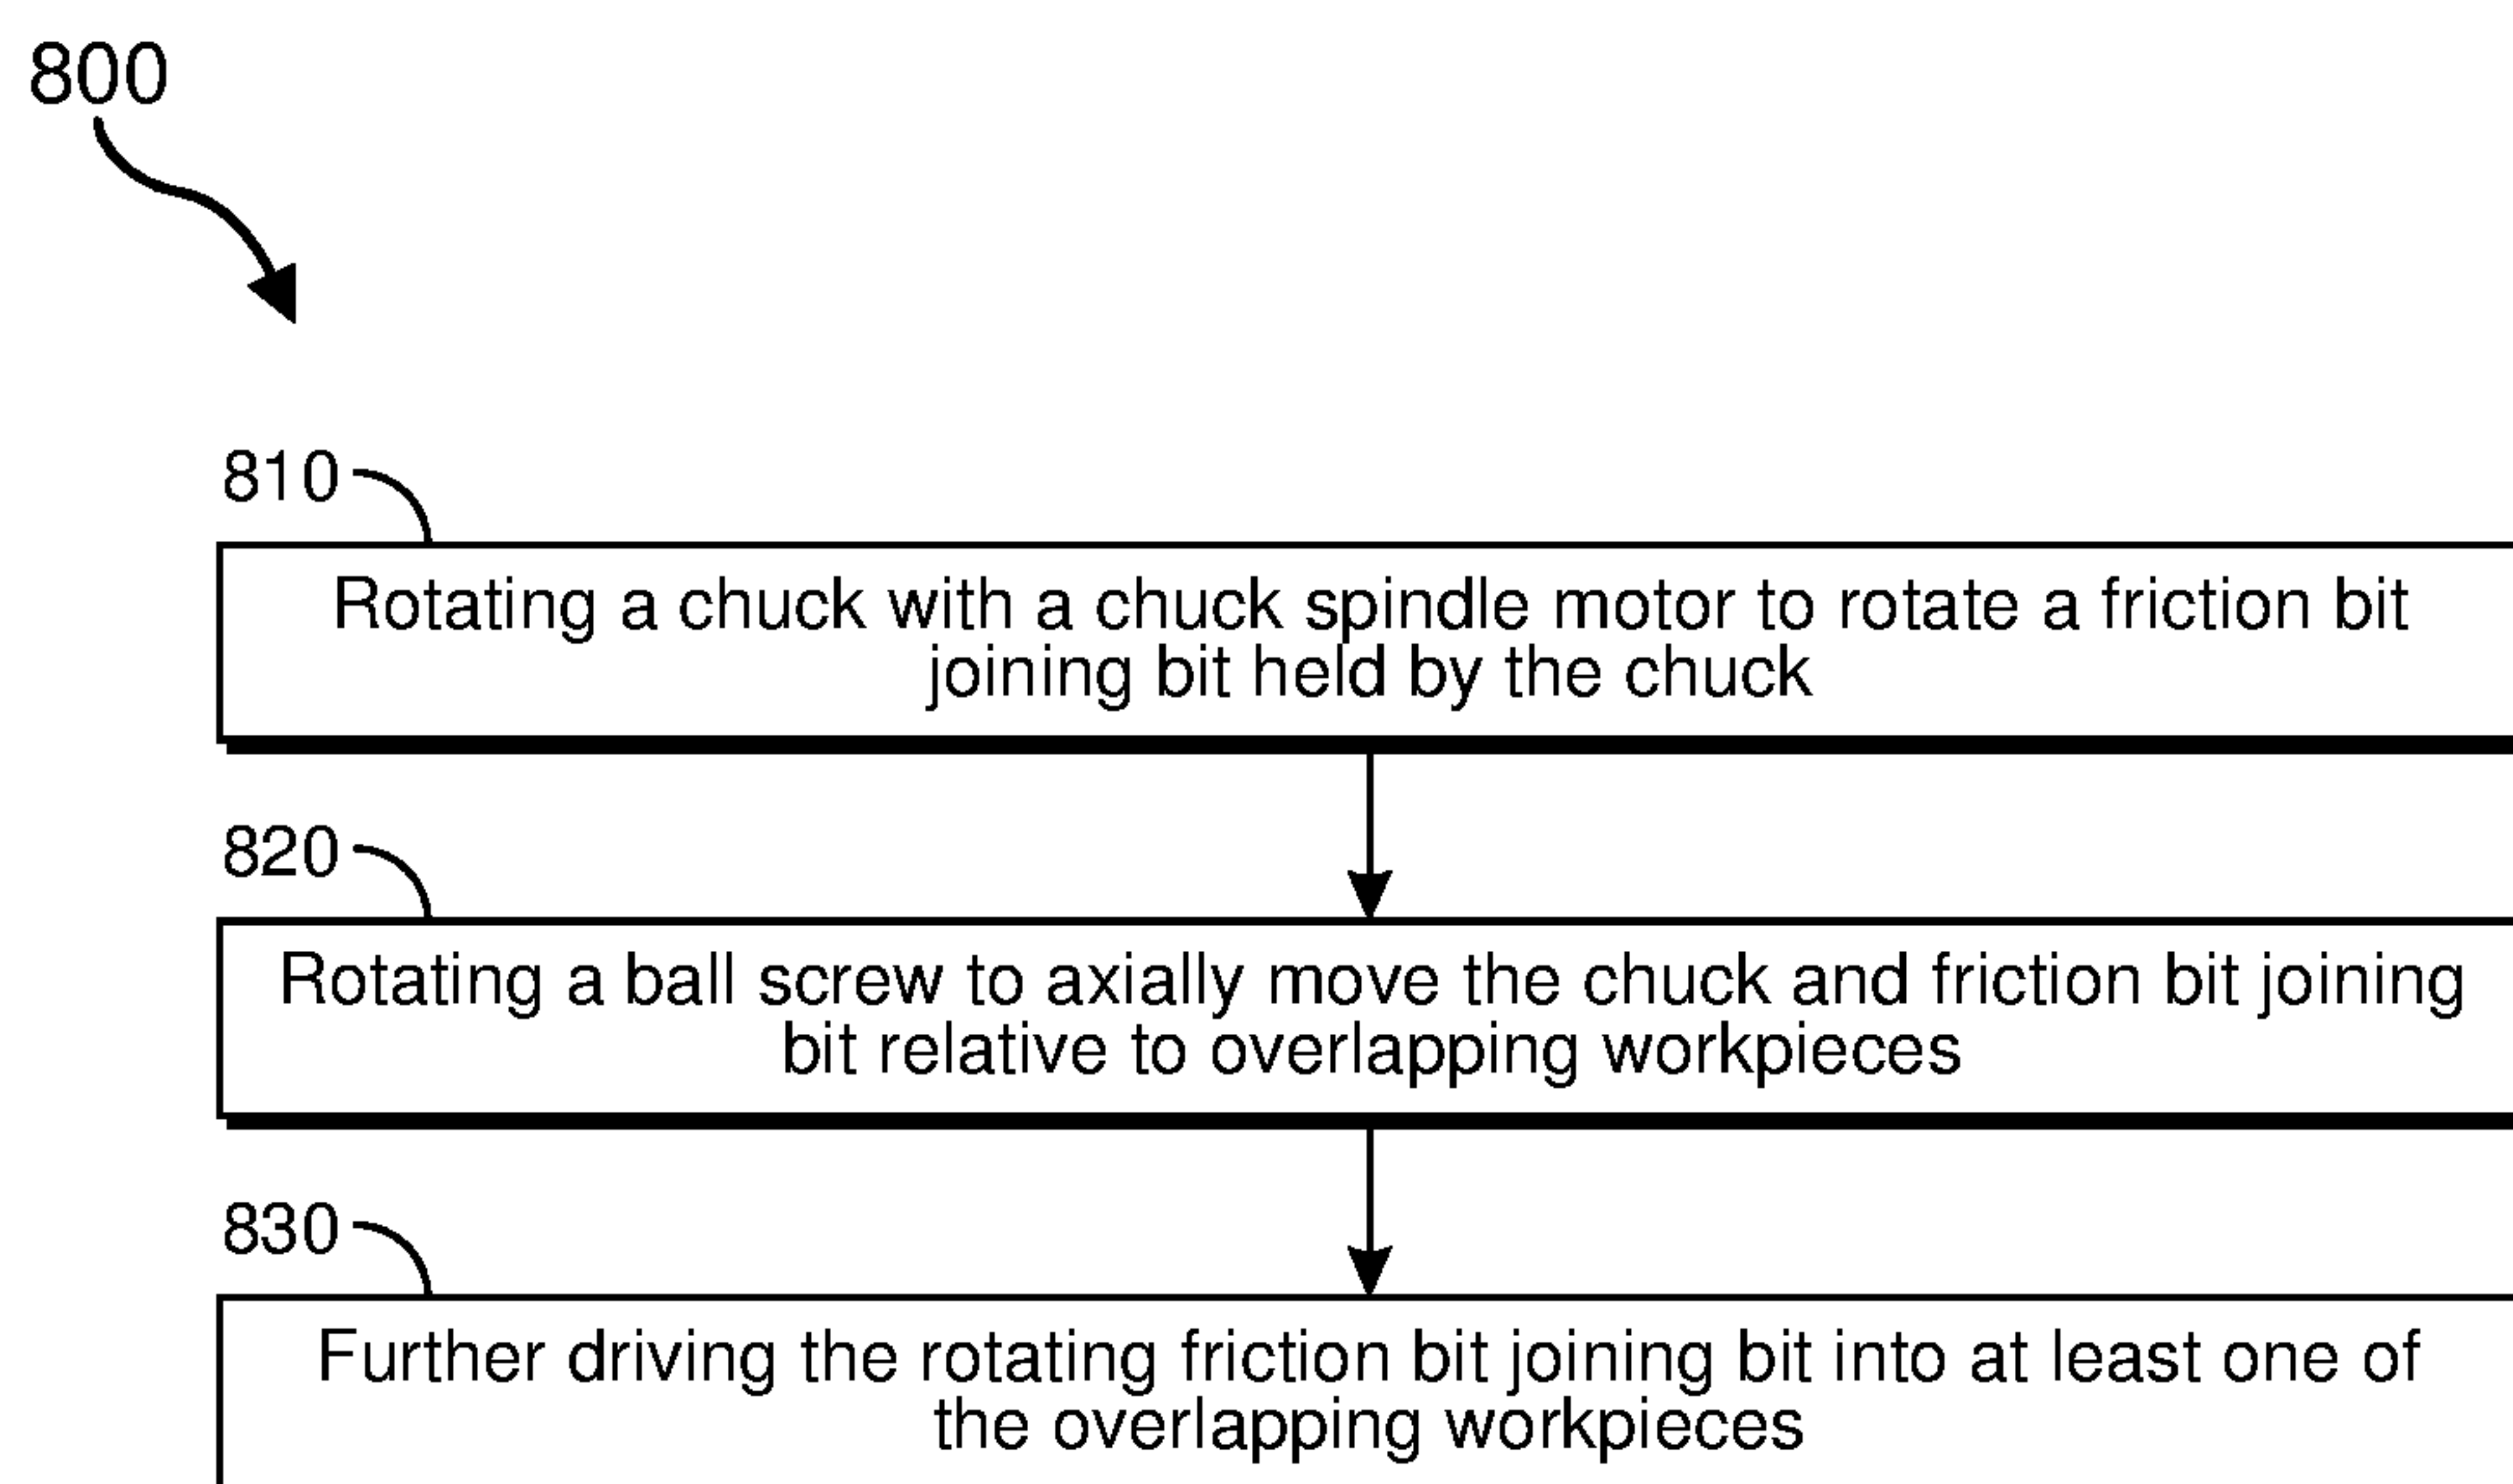 800
810
Rotating a chuck with a chuck spindle motor to rotate a friction bit
joining bit held by the chuck
820
Rotating a ball screw to axially move the chuck and friction bit joining
bit relative to overlapping workpieces
830
Further driving the rotating friction bit joining bit into at least one of
the overlapping workpieces